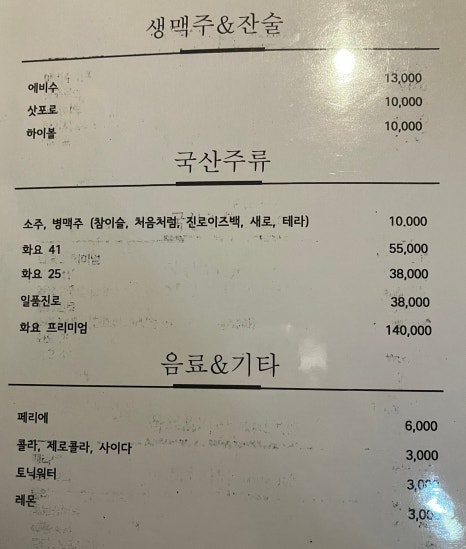 생맥주&잔술
에비수 13,000
삿포로 10,000
하이볼 10,000
국산주류
소주, 병맥주 (참이슬, 처음처럼, 진로이즈백, 새로, 테라) 10.000
화요 41 55,000
화요 25 38,000
일품진로 38,000
화요 프리미엄 140,000
음료&기타
페리에 6,000
콜라, 제로콜라, 사이다 3,000
토닉워터 3,000
레몬 3,000